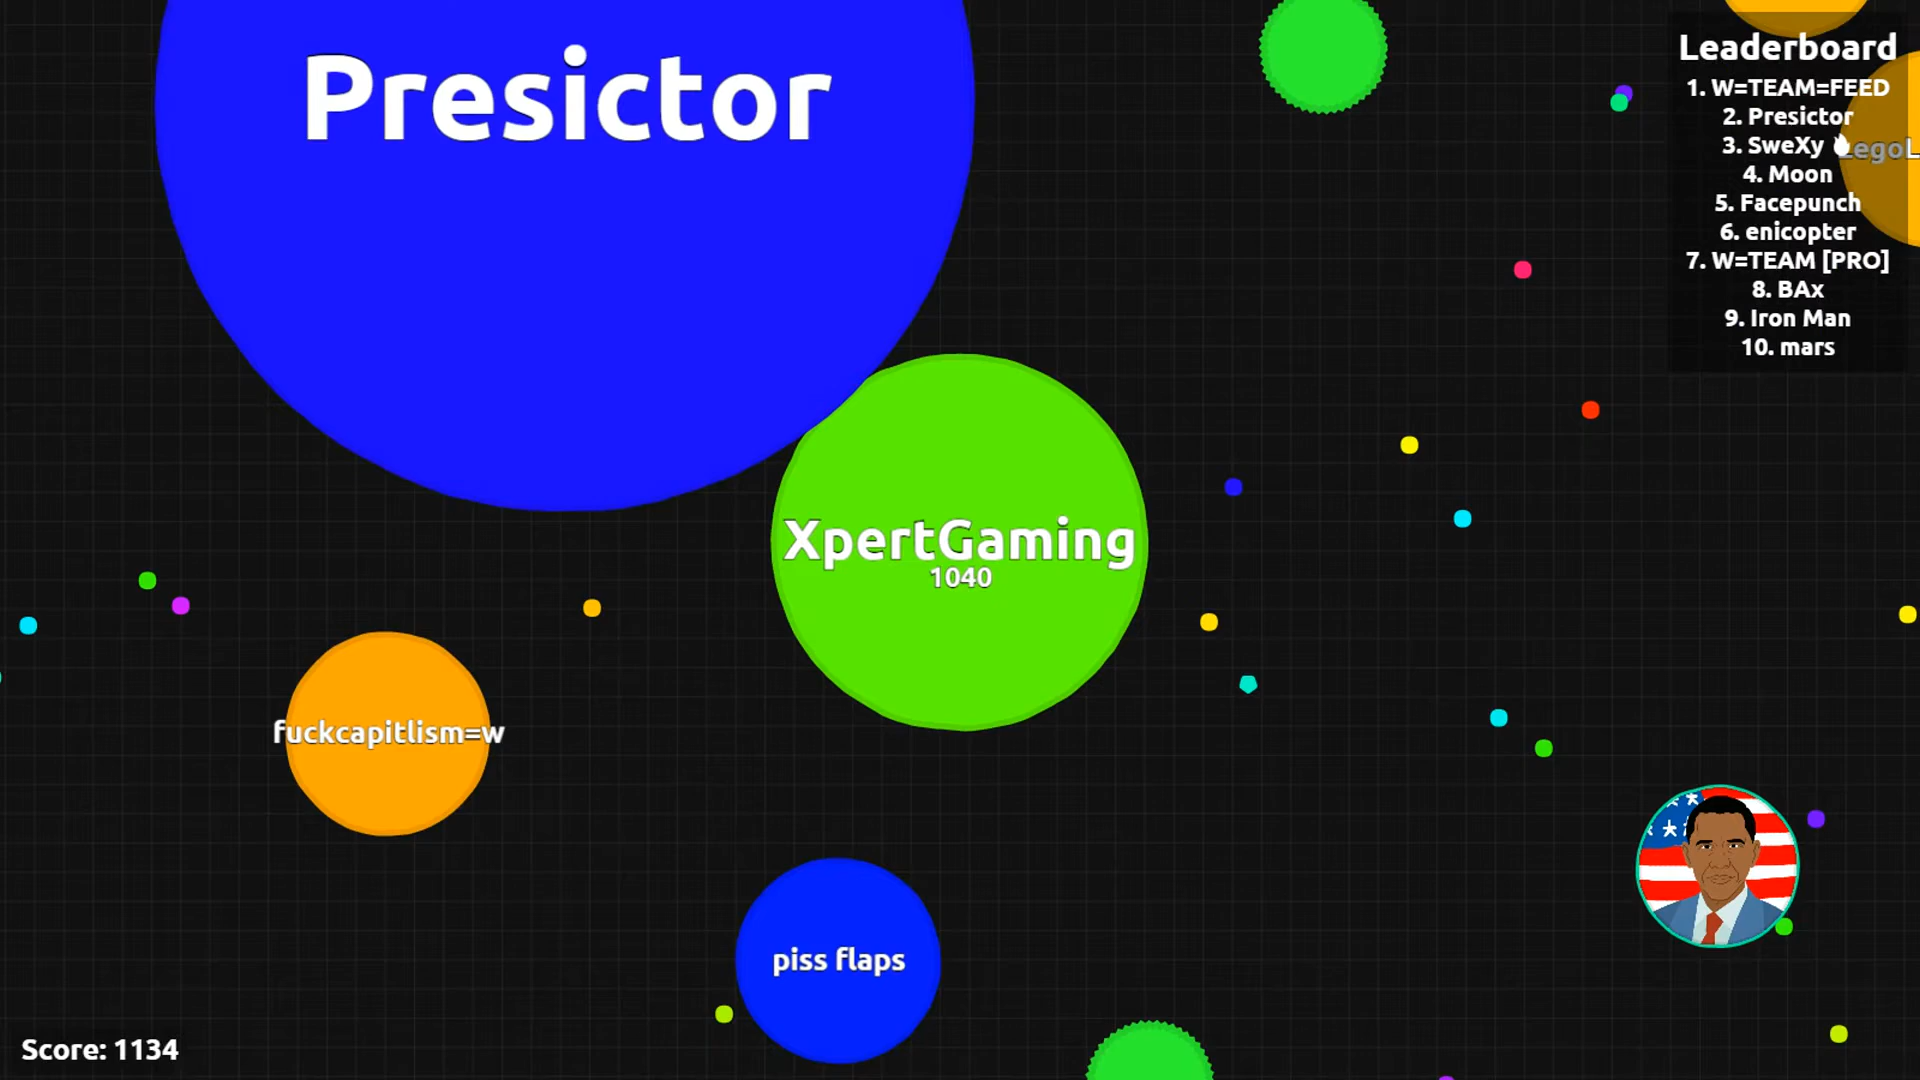 Presictor
Leaderboard
1. W=TEAM=FEED
2. Presictor
3. SweXy
LegoL
4. Moon
5. Facepunch
6. enicopter
7. W=TEAM [PRO]
8. BAx
9. Iron Man
10. mars
XpertGaming
1040
fuckcapitlism=w
piss flaps
Score: 1134